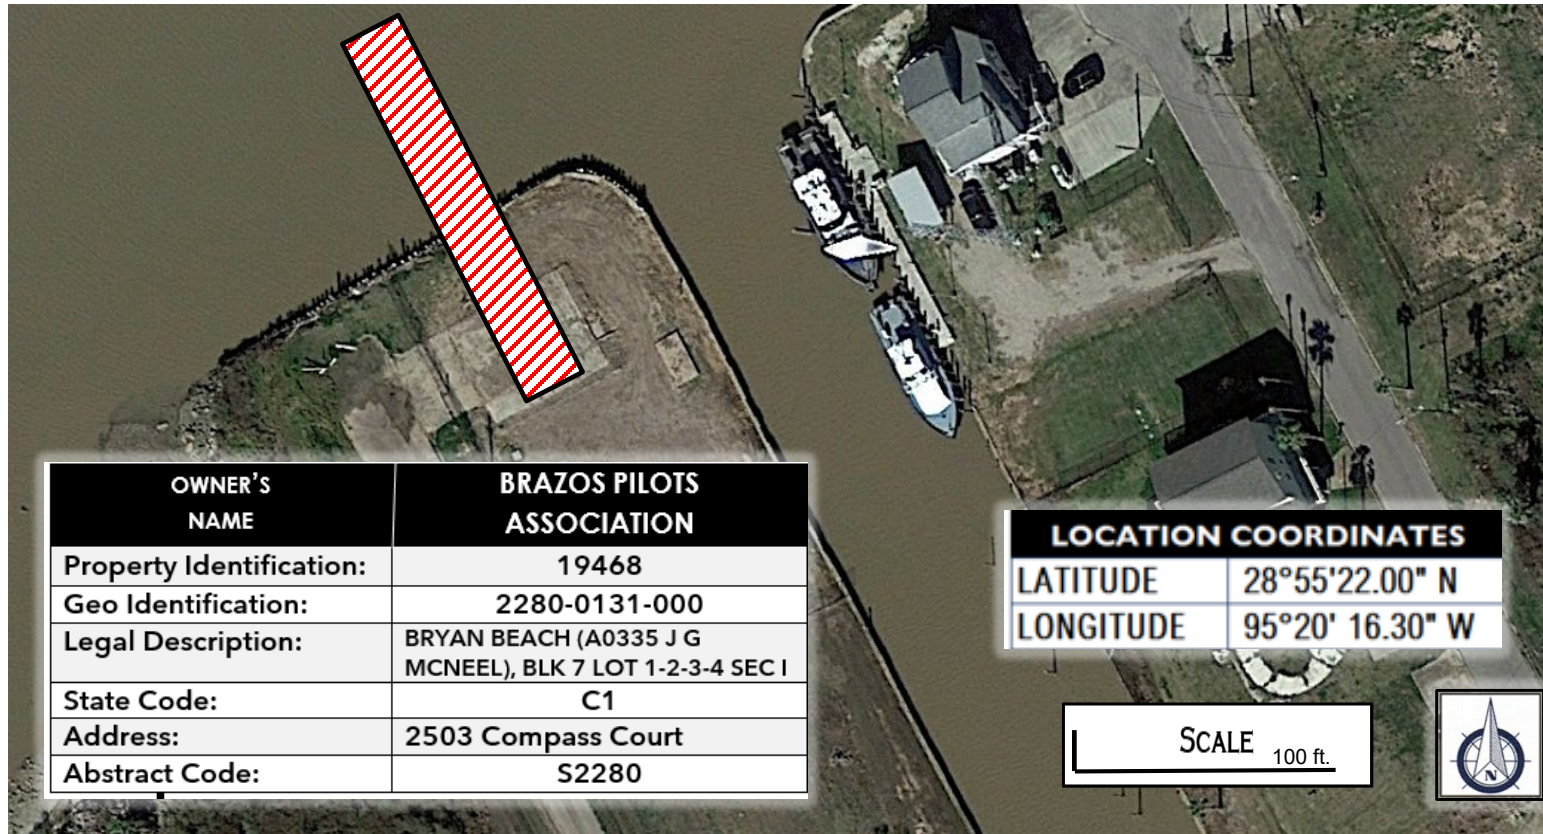 OWNER'S NAME BRAZOS PILOTS ASSOCIATION
Property Identification: 19468
Geo Identification: 2280-0131-000
Legal Description: BRYAN BEACH (A0335 J G
MCNEEL), BLK 7 LOT 1-2-3-4 SEC I
State Code: C1
Address: 2503 Compass Court
Abstract Code: S2280
LOCATION COORDINATES
LATITUDE 28°55'22.00" N
LONGITUDE 95°20' 16.30" W
SCALE 100 ft.
N